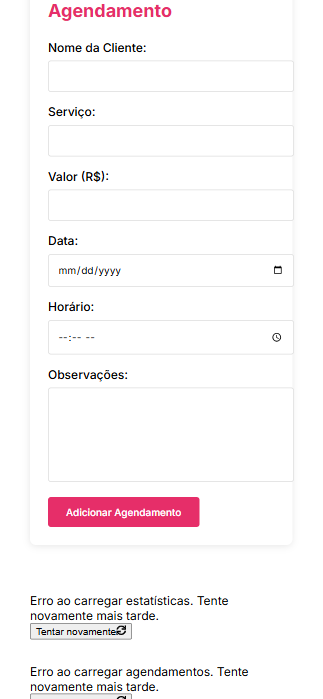 Agendamento
Nome da Cliente:
Serviço:
Valor (R$):
Data:
mm/dd/yyyy
Horário:
--:-- --
Observações:
Adicionar Agendamento
Erro ao carregar estatísticas. Tente
novamente mais tarde.
Tentar novamente
Erro ao carregar agendamentos. Tente
novamente mais tarde.